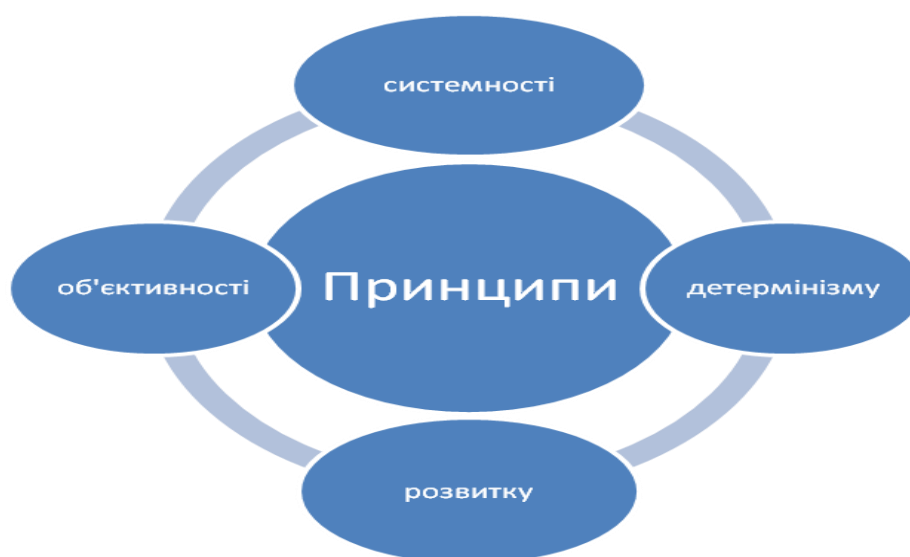 системності
об'єктивності
Принципи
детермінізму
розвитку